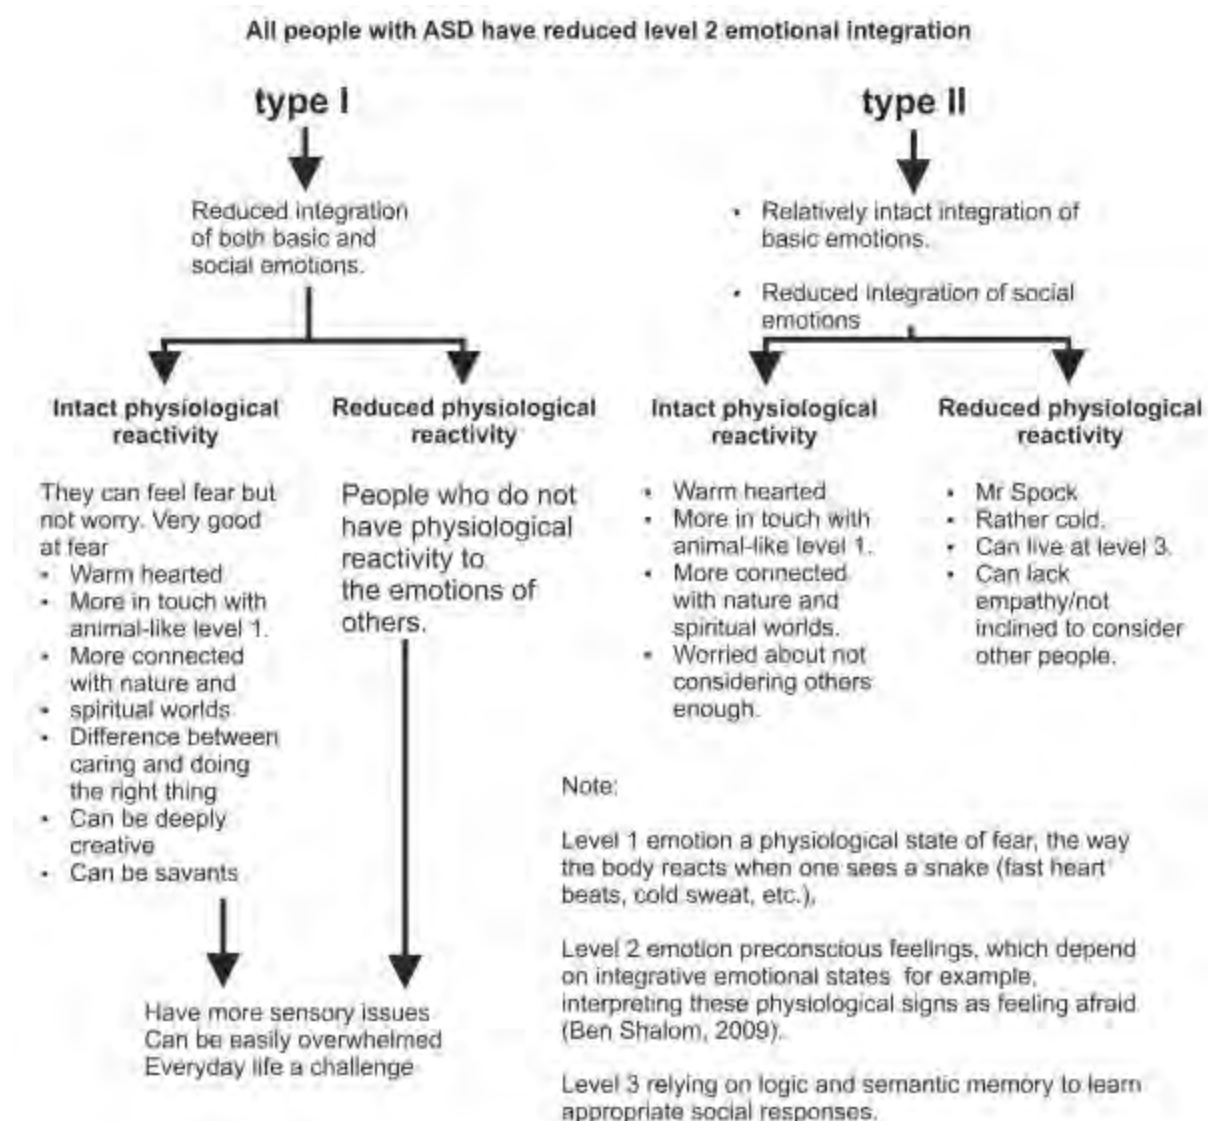 All people with ASD have reduced level 2 emotional integration
type I
Reduced integration
of both basic and
social emotions.
Intact physiological
reactivity
They can feel fear but
not worry. Very good
at fear
• Warm hearted
• More in touch with
animal-like level 1.
• More connected
with nature and
• spiritual worlds
• Difference between
caring and doing
the right thing
• Can be deeply
creative
• Can be savants
Reduced physiological
reactivity
People who do not
have physiological
reactivity to
the emotions of
others.
Have more sensory issues
Can be easily overwhelmed
Everyday life a challenge
type II
• Relatively intact integration of
basic emotions.
• Reduced integration of social
emotions
Intact physiological
reactivity
• Warm hearted
• More in touch with
animal-like level 1.
• More connected
with nature and
spiritual worlds.
• Worried about not
considering others
enough.
Reduced physiological
reactivity
• Mr Spock
• Rather cold.
• Can live at level 3.
• Can lack
empathy/not
inclined to consider
other people.
Note:
Level 1 emotion a physiological state of fear, the way
the body reacts when one sees a snake (fast heart
beats, cold sweat, etc.),
Level 2 emotion preconscious feelings, which depend
on integrative emotional states for example,
interpreting these physiological signs as feeling afraid
(Ben Shalom, 2009).
Level 3 relying on logic and semantic memory to learn
appropriate social responses.